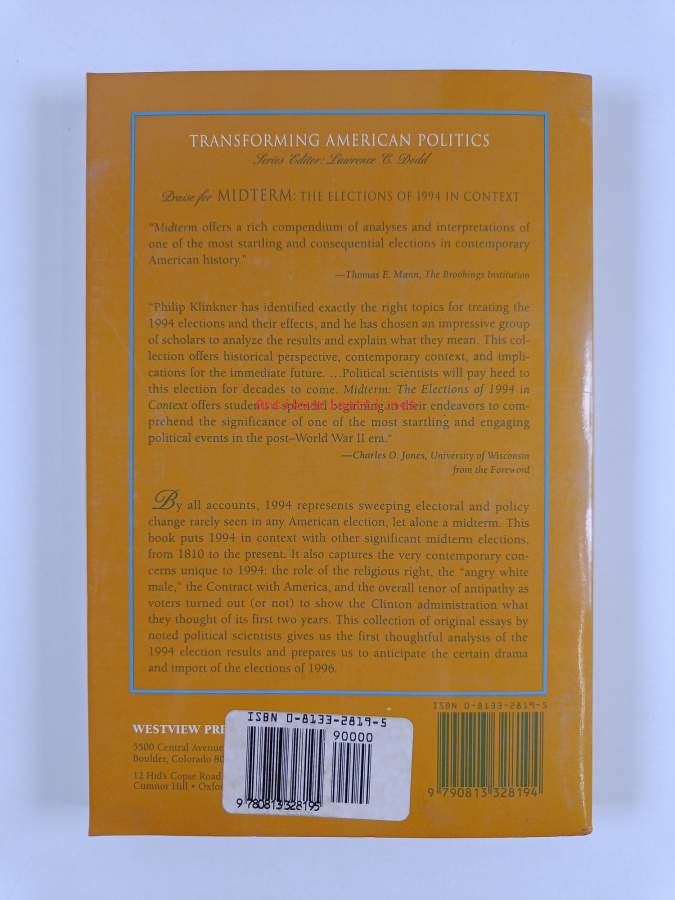 TRANSFORMING AMERICAN POLITICS
Series Editor: Lawrence C. Dodd
Praise for MIDTERM: THE ELECTIONS OF 1994 IN CONTEXT
“Midterm offers a rich compendium of analyses and interpretations of
one of the most startling and consequential elections in contemporary
American history.”
—Thomas E. Mann, The Brookings Institution
“Philip Klinkner has identified exactly the right topics for treating the
1994 elections and their effects, and he has chosen an impressive group
of scholars to analyze the results and explain what they mean. This col-
lection offers historical perspective, contemporary context, and impli-
cations for the immediate future. …Political scientists will pay heed to
this election for decades to come. Midterm: The Elections of 1994 in
Context offers students a splendid beginning in their endeavors to com-
prehend the significance of one of the most startling and engaging
political events in the post–World War II era.”
—Charles O. Jones, University of Wisconsin
from the Foreword
By all accounts, 1994 represents sweeping electoral and policy
change rarely seen in any American election, let alone a midterm. This
book puts 1994 in context with other significant midterm elections,
from 1810 to the present. It also captures the very contemporary con-
cerns unique to 1994: the role of the religious right, the “angry white
male,” the Contract with America, and the overall tenor of antipathy as
voters turned out (or not) to show the Clinton administration what
they thought of its first two years. This collection of original essays by
noted political scientists gives us the first thoughtful analysis of the
1994 election results and prepares us to anticipate the certain drama
and import of the elections of 1996.
WESTVIEW PRE
5500 Central Avenue
Boulder, Colorado 80
12 Hid's Copse Road
Cumnor Hill • Oxfo
ISBN 0-8133-2819-5
90000
9 780813 328195
ISBN 0-8133-2819-5
9 790813 328194